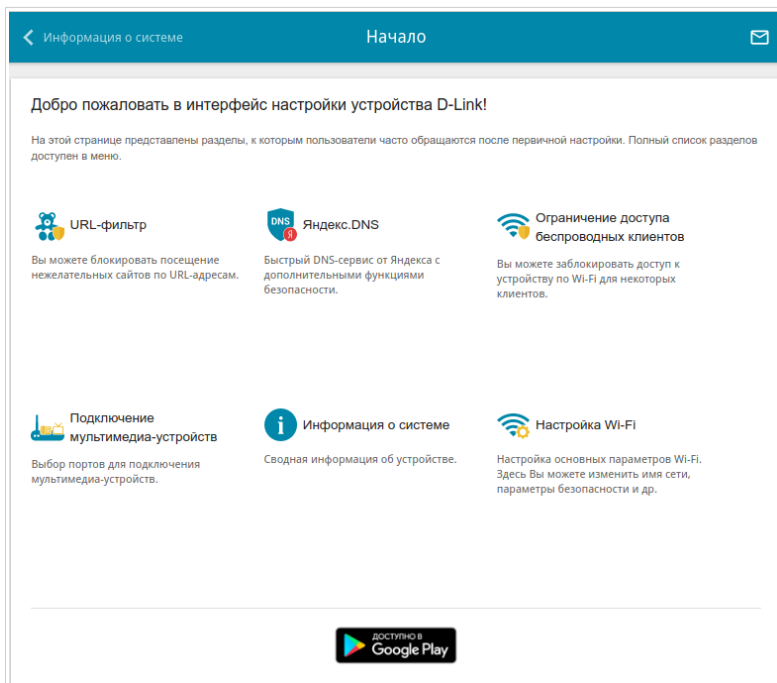 Информация о системе
Начало
Добро пожаловать в интерфейс настройки устройства D-Link!
На этой странице представлены разделы, к которым пользователи часто обращаются после первичной настройки. Полный список разделов
доступен в меню.
URL-фильтр
Вы можете блокировать посещение
нежелательных сайтов по URL-адресам.
DNS
Я
Яндекс.DNS
Быстрый DNS-сервис от Яндекса с
дополнительными функциями
безопасности.
Ограничение доступа
беспроводных клиентов
Вы можете заблокировать доступ к
устройству по Wi-Fi для некоторых
клиентов.
Подключение
мультимедиа-устройств
Выбор портов для подключения
мультимедиа-устройств.
i
Информация о системе
Сводная информация об устройстве.
Настройка Wi-Fi
Настройка основных параметров Wi-Fi.
Здесь Вы можете изменить имя сети,
параметры безопасности и др.
ДОСТУПНО В
Google Play